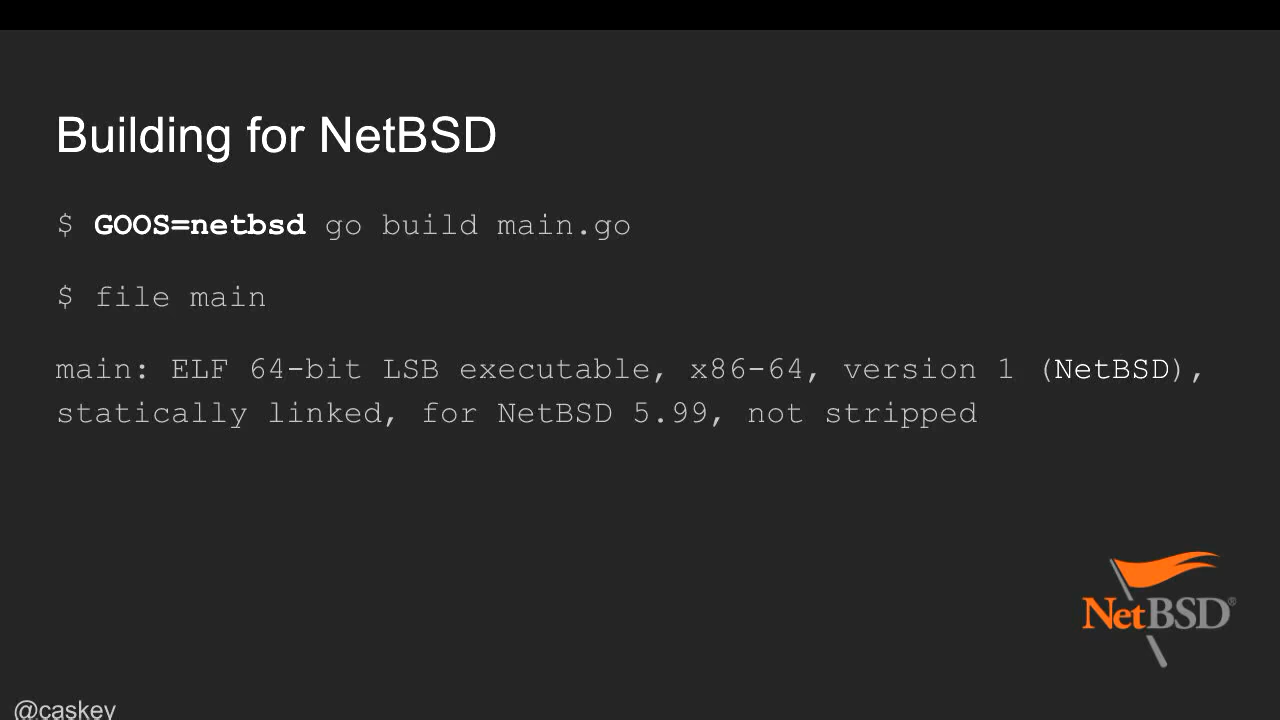 Building for NetBSD
$ GOOS=netbsd go build main.go
$ file main
main: ELF 64-bit LSB executable, x86-64, version 1 (NetBSD),
statically linked, for NetBSD 5.99, not stripped
NetBSD®
@caskey